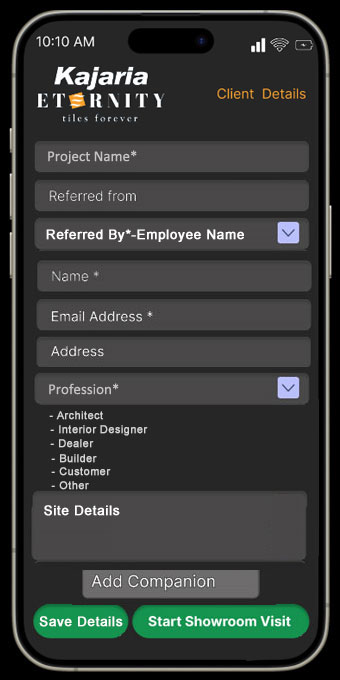 10:10 AM
Kajaria
ETERNITY
tiles forever
Client Details
Project Name*
Referred from
Referred By*-Employee Name
Name *
Email Address *
Address
Profession*
- Architect
- Interior Designer
- Dealer
- Builder
- Customer
- Other
Site Details
Add Companion
Save Details
Start Showroom Visit